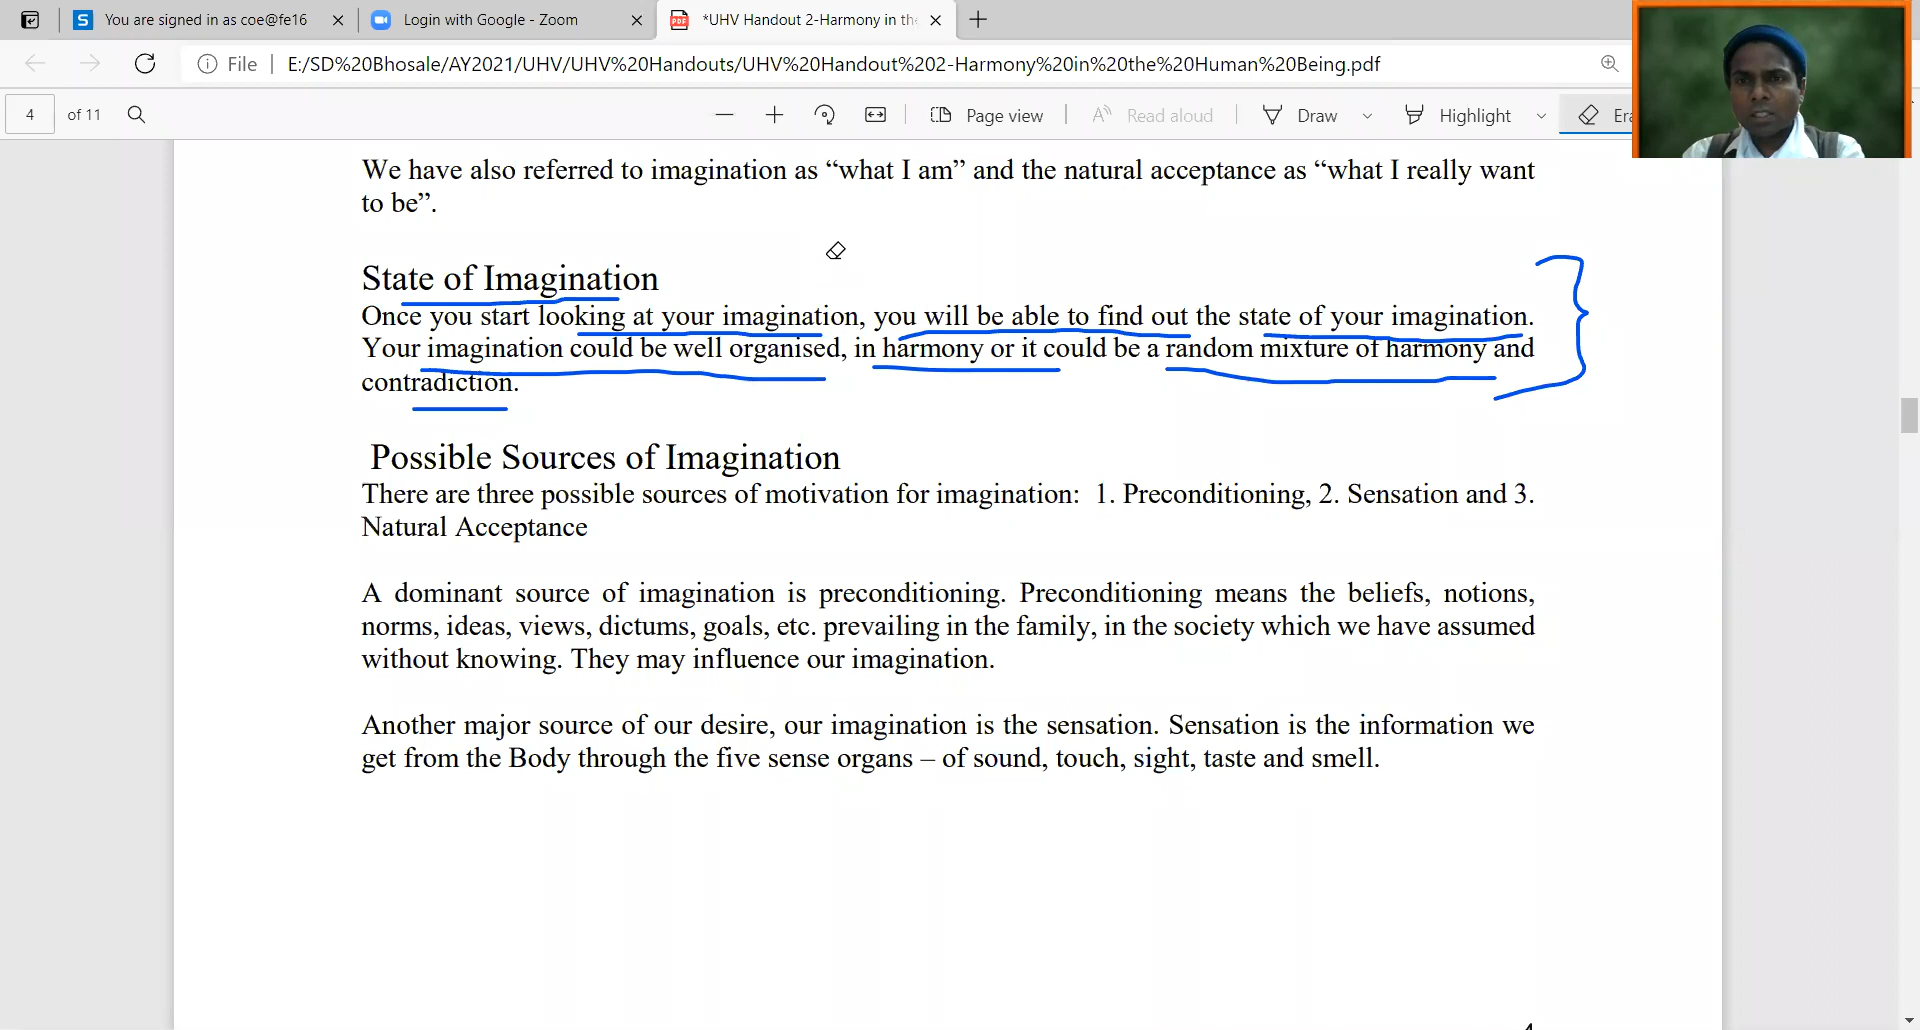 You are signed in as coe@fe16
Login with Google - Zoom
*UHV Handout 2-Harmony in the
File
E:/SD%20Bhosale/AY2021/UHV/UHV%20Handouts/UHV%20Handout%202-Harmony%20in%20the%20Human%20Being.pdf
4 of 11
Page view
Read aloud
Draw
Highlight
We have also referred to imagination as “what I am” and the natural acceptance as “what I really want
to be”.
State of Imagination
Once you start looking at your imagination, you will be able to find out the state of your imagination.
Your imagination could be well organised, in harmony or it could be a random mixture of harmony and
contradiction.
Possible Sources of Imagination
There are three possible sources of motivation for imagination: 1. Preconditioning, 2. Sensation and 3.
Natural Acceptance
A dominant source of imagination is preconditioning. Preconditioning means the beliefs, notions,
norms, ideas, views, dictums, goals, etc. prevailing in the family, in the society which we have assumed
without knowing. They may influence our imagination.
Another major source of our desire, our imagination is the sensation. Sensation is the information we
get from the Body through the five sense organs – of sound, touch, sight, taste and smell.